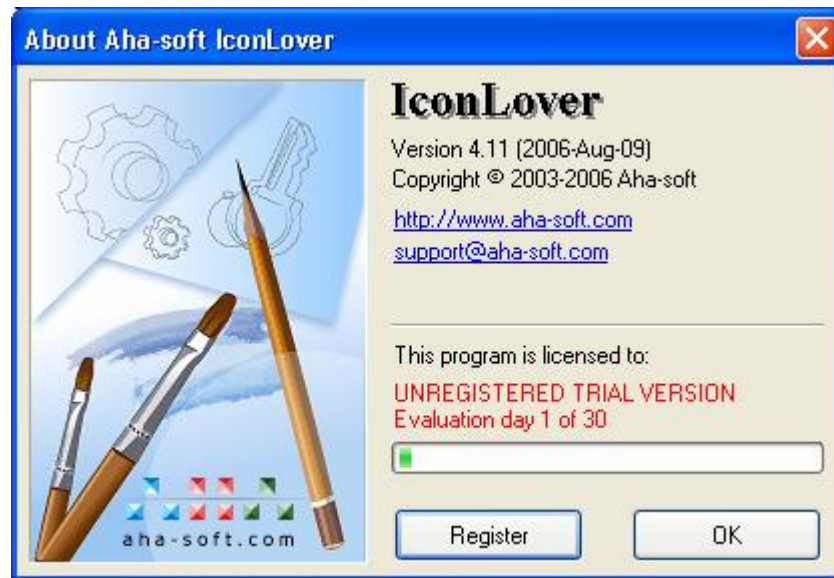 About Aha-soft IconLover
IconLover
Version 4.11 (2006-Aug-09)
Copyright © 2003-2006 Aha-soft
http://www.aha-soft.com
support@aha-soft.com
This program is licensed to:
UNREGISTERED TRIAL VERSION
Evaluation day 1 of 30
aha-soft.com
Register
OK